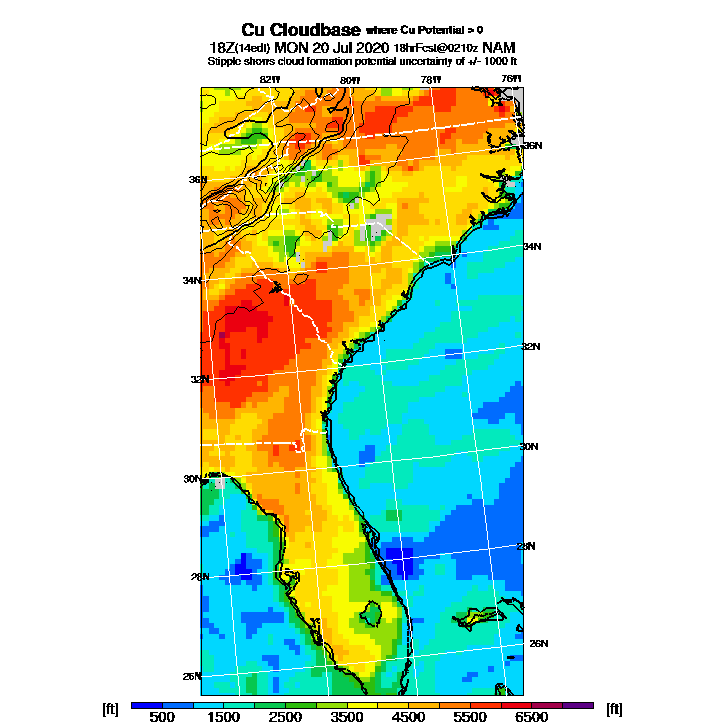 Cu Cloudbase where Cu Potential > 0
18Z(14edt) MON 20 Jul 2020 18hrFcst@0210z NAM
Stipple shows cloud formation potential uncertainty of +/- 1000 ft
82W 80W 78W 76W
36N
36N
34N
34N
32N
32N
30N
30N
28N
28N
26N
26N
[ft] 500 1500 2500 3500 4500 5500 6500 [ft]